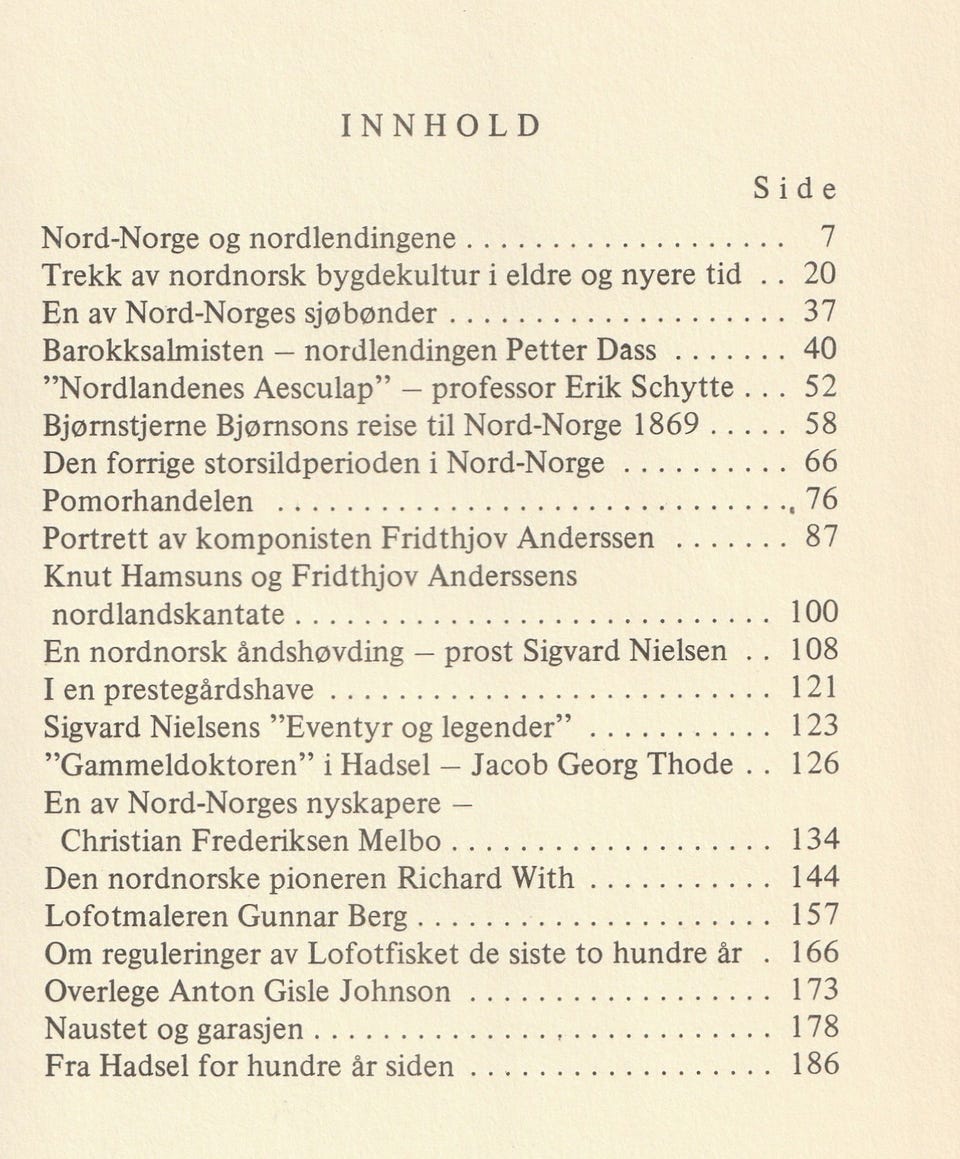 INNHOLD
Side
Nord-Norge og nordlendingene . . . . . . . . . . . . . . . . . . . 7
Trekk av nordnorsk bygdekultur i eldre og nyere tid . . 20
En av Nord-Norges sjøbønder . . . . . . . . . . . . . . . . . . . . 37
Barokksalmisten – nordlendingen Petter Dass . . . . . . . 40
”Nordlandenes Aesculap” – professor Erik Schytte . . . 52
Bjørnstjerne Bjørnsons reise til Nord-Norge 1869 . . . . . 58
Den forrige storsildperioden i Nord-Norge . . . . . . . . . . 66
Pomorhandelen . . . . . . . . . . . . . . . . . . . . . . . . . . . . . . 76
Portrett av komponisten Fridthjov Anderssen . . . . . . . 87
Knut Hamsuns og Fridthjov Anderssens
nordlandskantate . . . . . . . . . . . . . . . . . . . . . . . . . . . . 100
En nordnorsk åndshøvding – prost Sigvard Nielsen . . 108
I en prestegårdshave . . . . . . . . . . . . . . . . . . . . . . . . . . 121
Sigvard Nielsens ”Eventyr og legender” . . . . . . . . . . . 123
”Gammeldoktoren” i Hadsel – Jacob Georg Thode . . 126
En av Nord-Norges nyskapere –
Christian Frederiksen Melbo . . . . . . . . . . . . . . . . . . . 134
Den nordnorske pioneren Richard With . . . . . . . . . . . 144
Lofotmaleren Gunnar Berg . . . . . . . . . . . . . . . . . . . . . 157
Om reguleringer av Lofotfisket de siste to hundre år . 166
Overlege Anton Gisle Johnson . . . . . . . . . . . . . . . . . . 173
Naustet og garasjen . . . . . . . . . . . . . . . . . . . . . . . . . . . 178
Fra Hadsel for hundre år siden . . . . . . . . . . . . . . . . . . 186